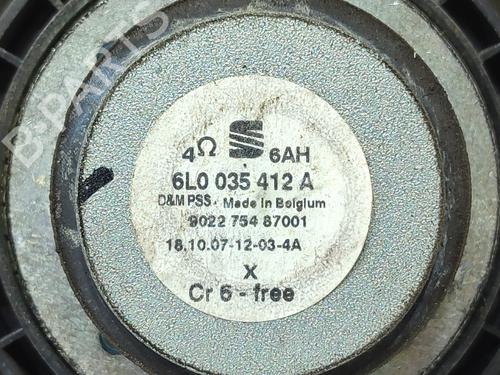 B-PARTS
4Ω 6AH
6L0 035 412 A
D&M PSS. Made In Belgium
9022 754 87001
18.10.07-12-03-4A
X
Cr 6 - free